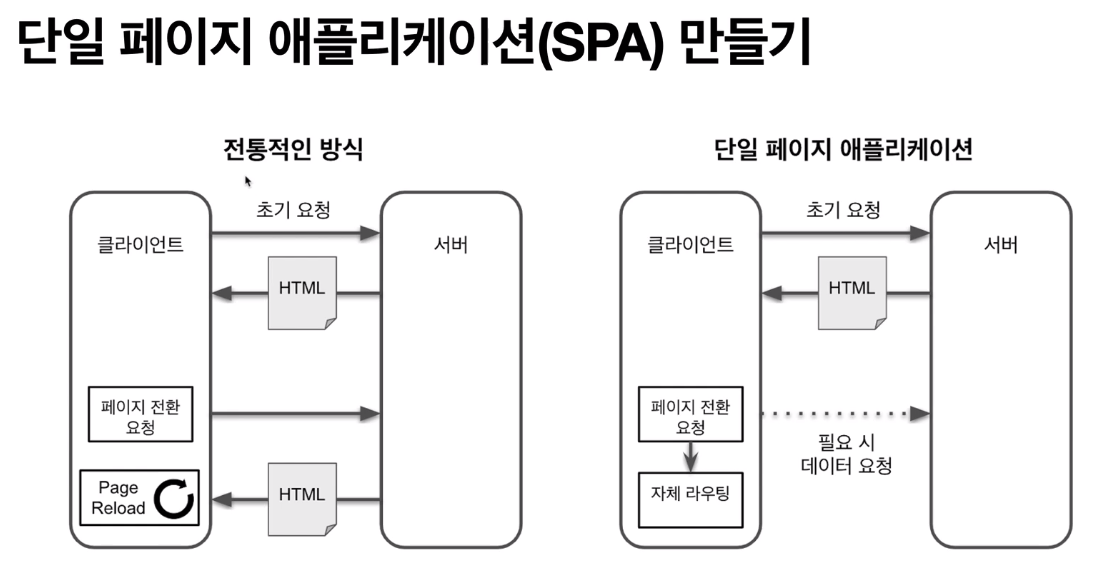 단일 페이지 애플리케이션(SPA) 만들기
전통적인 방식
클라이언트
초기 요청
서버
HTML
페이지 전환
요청
Page
Reload
HTML
단일 페이지 애플리케이션
클라이언트
초기 요청
서버
HTML
페이지 전환
요청
필요 시
데이터 요청
자체 라우팅